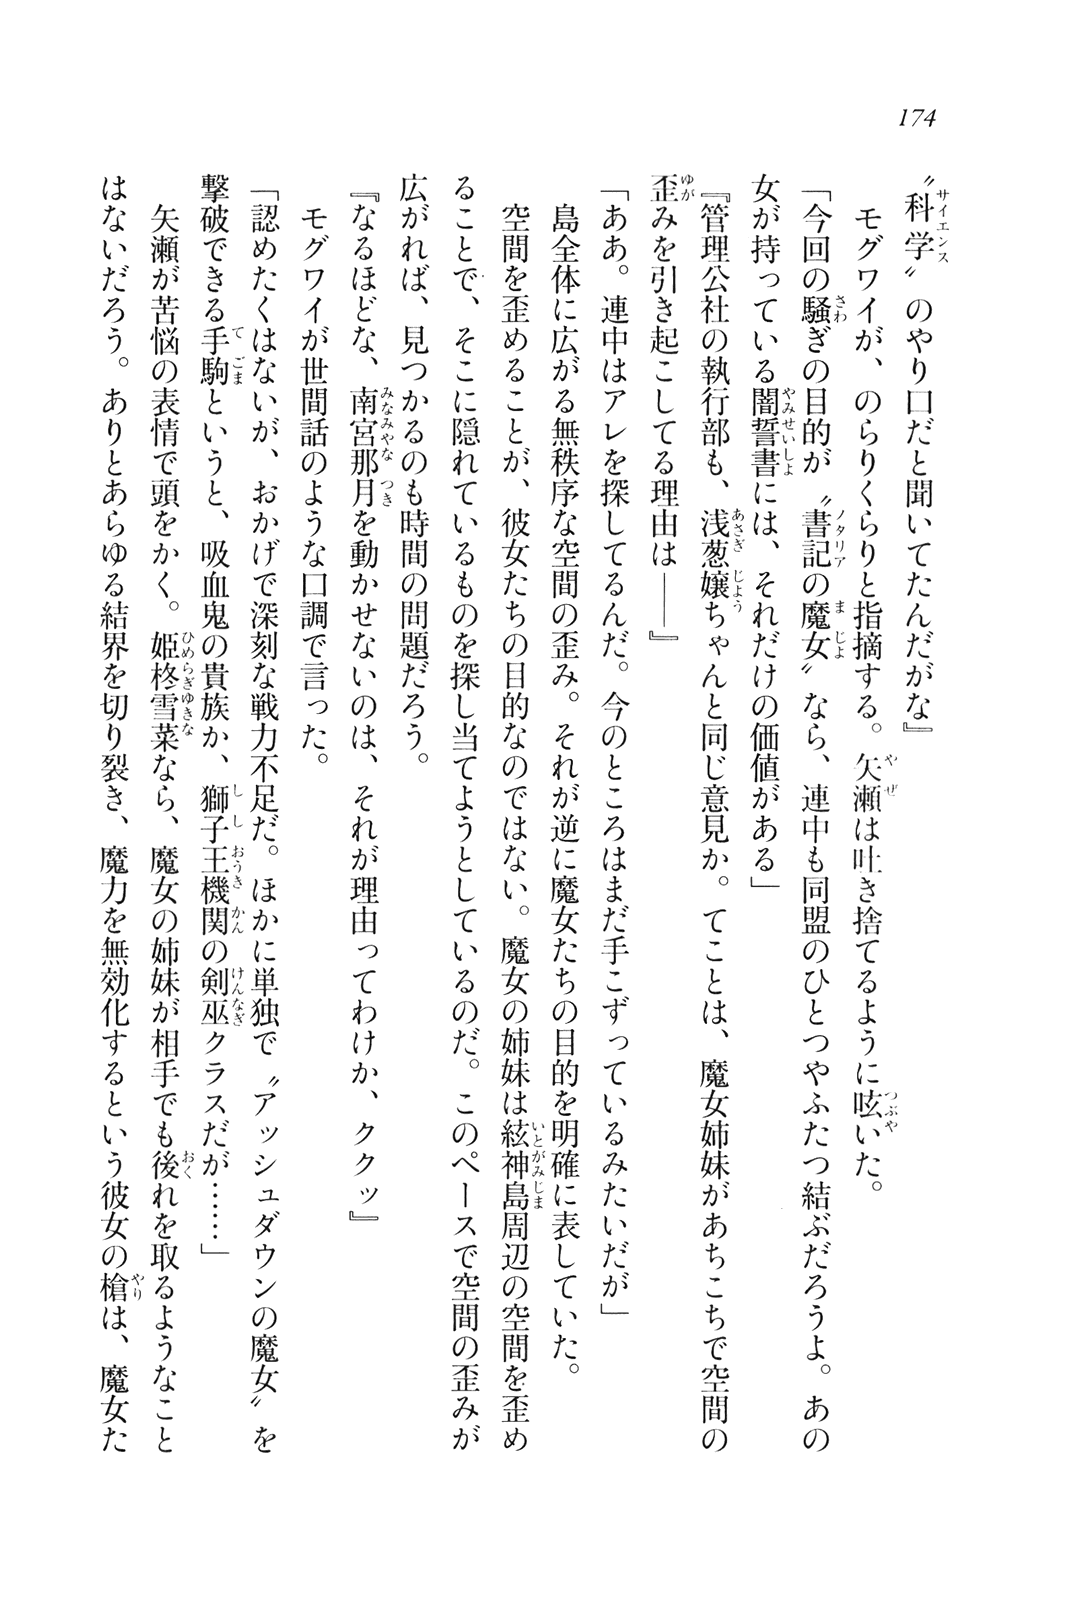 174
〝科学〟のやり口だと聞いてたんだがな』
　モグワイが、のらりくらりと指摘する。矢瀬は吐き捨てるように呟いた。
「今回の騒ぎの目的が〝書記の魔女〟なら、連中も同盟のひとつやふたつ結ぶだろうよ。あの
女が持っている闇誓書には、それだけの価値がある」
『管理公社の執行部も、浅葱嬢ちゃんと同じ意見か。てことは、魔女姉妹があちこちで空間の
歪みを引き起こしてる理由は――』
「ああ。連中はアレを探してるんだ。今のところはまだ手こずっているみたいだが」
　島全体に広がる無秩序な空間の歪み。それが逆に魔女たちの目的を明確に表していた。
　空間を歪めることが、彼女たちの目的なのではない。魔女の姉妹は絃神島周辺の空間を歪め
ることで、そこに隠れているものを探し当てようとしているのだ。このペースで空間の歪みが
広がれば、見つかるのも時間の問題だろう。
『なるほどな、南宮那月を動かせないのは、それが理由ってわけか、ククッ』
　モグワイが世間話のような口調で言った。
「認めたくはないが、おかげで深刻な戦力不足だ。ほかに単独で〝アッシュダウンの魔女〟を
撃破できる手駒というと、吸血鬼の貴族か、獅子王機関の剣巫クラスだが……」
　矢瀬が苦悩の表情で頭をかく。姫柊雪菜なら、魔女の姉妹が相手でも後れを取るようなこと
はないだろう。ありとあらゆる結界を切り裂き、魔力を無効化するという彼女の槍は、魔女た